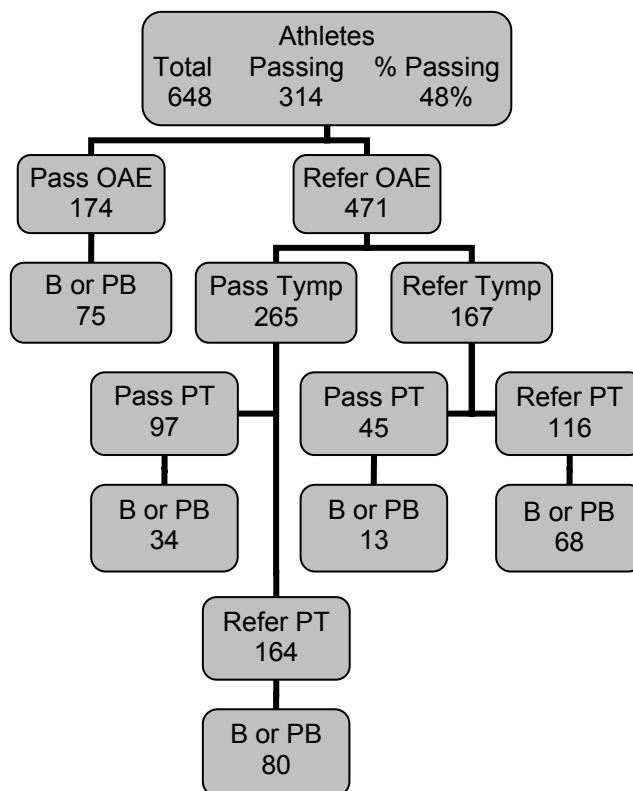 Athletes
Total Passing % Passing
648 314 48%
Pass OAE
174
Refer OAE
471
B or PB
75
Pass Tymp
265
Refer Tymp
167
Pass PT
97
Pass PT
45
Refer PT
116
B or PB
34
B or PB
13
B or PB
68
Refer PT
164
B or PB
80